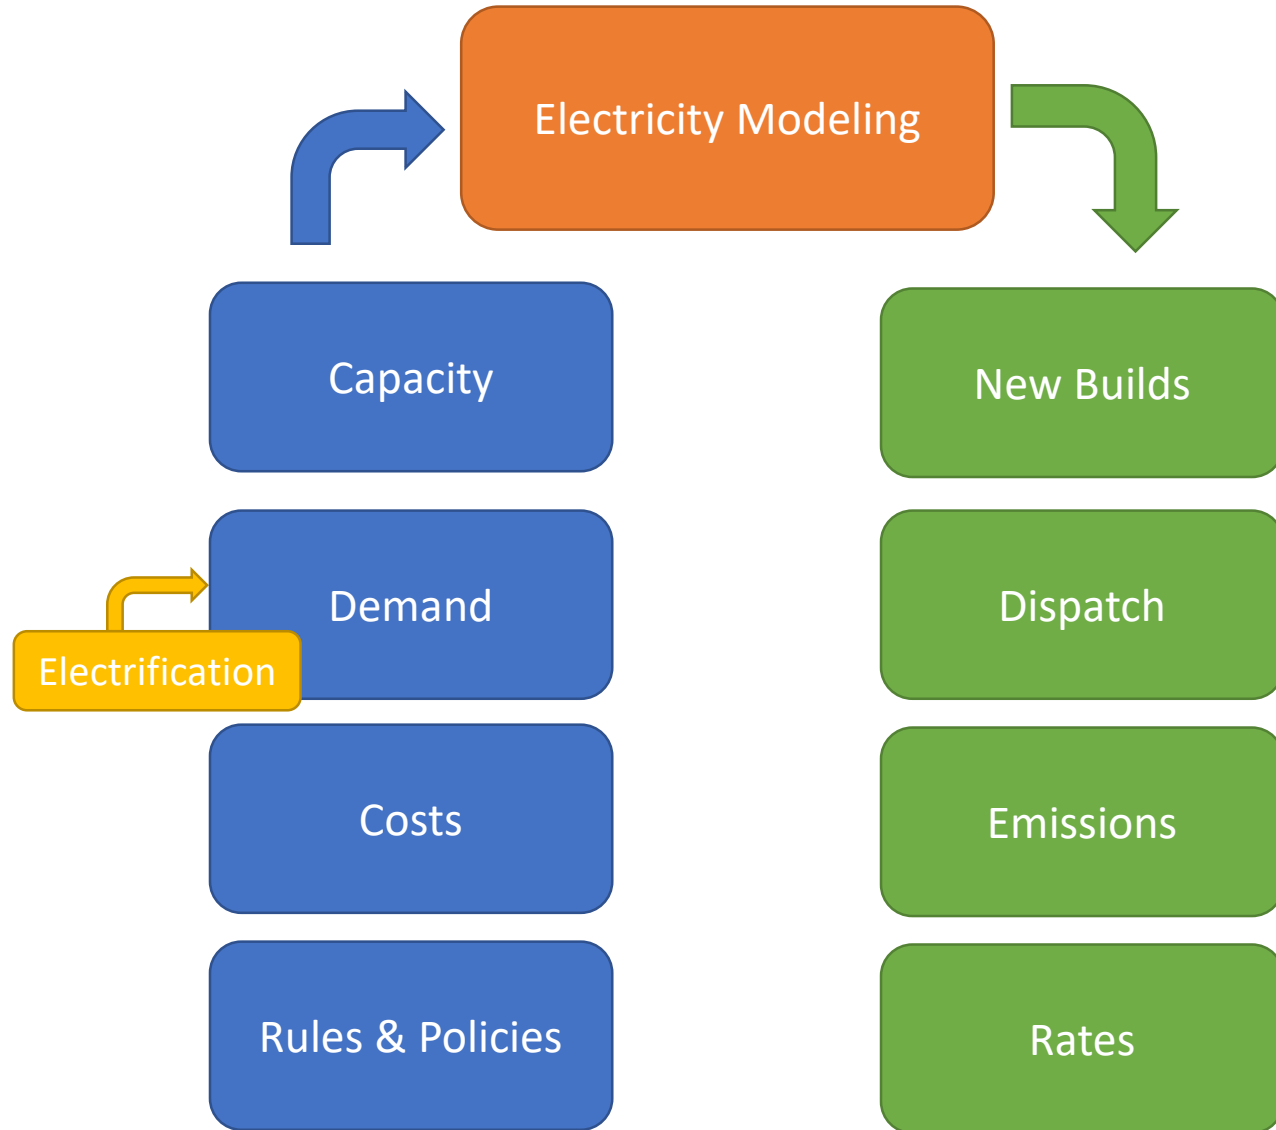 Electricity Modeling
Capacity
Demand
Electrification
Costs
Rules & Policies
New Builds
Dispatch
Emissions
Rates